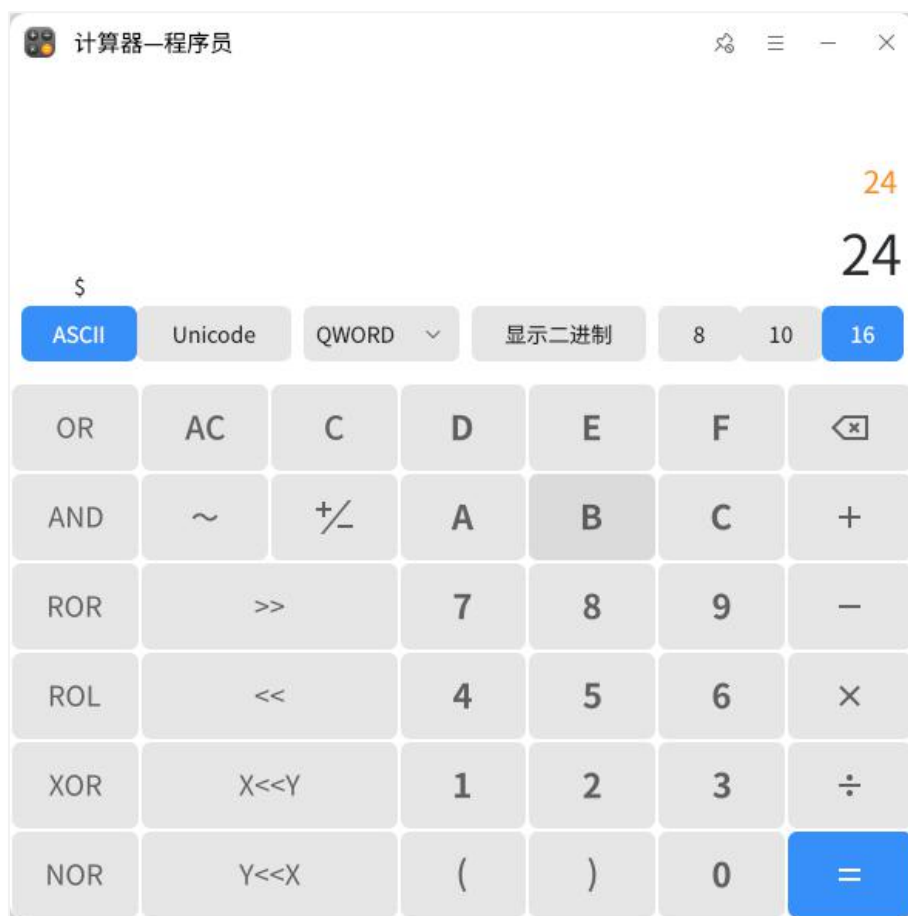 计算器—程序员
24
24
$
ASCII Unicode QWORD 显示二进制 8 10 16
OR AC C D E F
AND ~ +/− A B C +
ROR >> 7 8 9 −
ROL << 4 5 6 ×
XOR X<<Y 1 2 3 ÷
NOR Y<<X ( ) 0 =